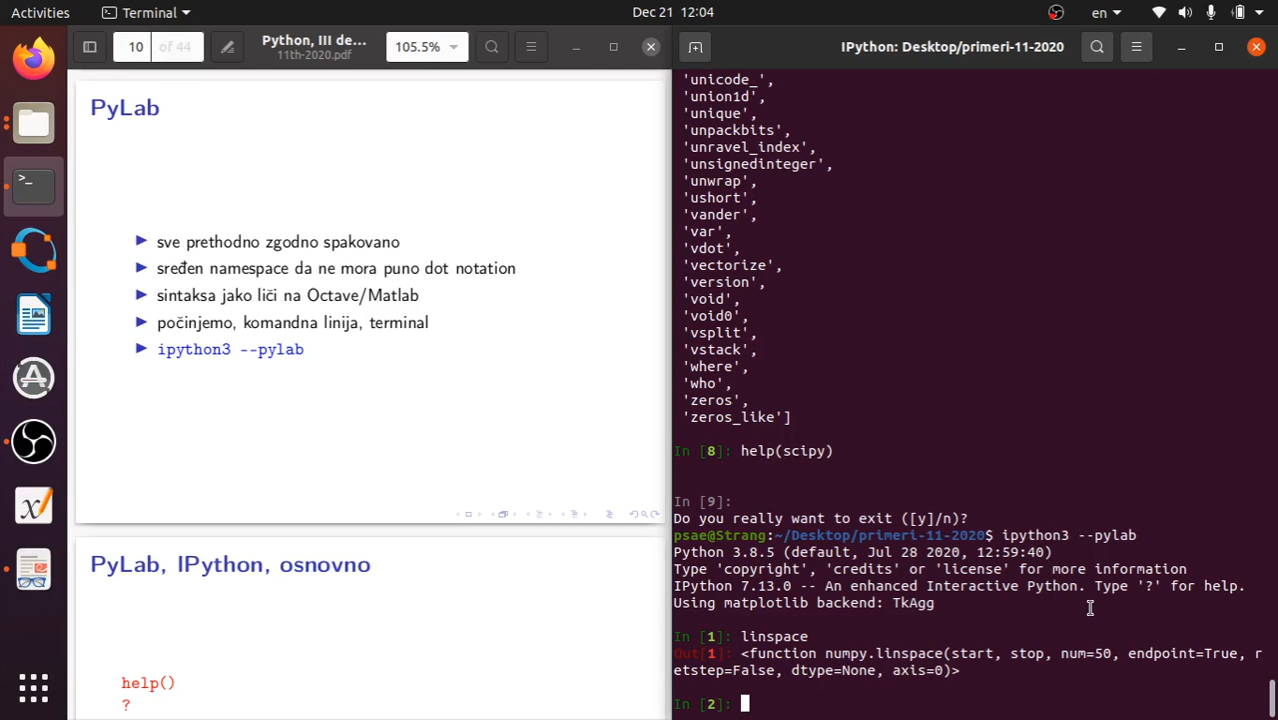 Activities
Terminal
Dec 21 12:04
en
10 of 44
Python, III de...
11th-2020.pdf
105.5%
PyLab
sve prethodno zgodno spakovano
sređen namespace da ne mora puno dot notation
sintaksa jako liči na Octave/Matlab
počinjemo, komandna linija, terminal
ipython3 --pylab
PyLab, IPython, osnovno
help()
?
IPython: Desktop/primeri-11-2020
'unicode_',
'union1d',
'unique',
'unpackbits',
'unravel_index',
'unsignedinteger',
'unwrap',
'ushort',
'vander',
'var',
'vdot',
'vectorize',
'version',
'void',
'void0',
'vsplit',
'vstack',
'where',
'who',
'zeros',
'zeros_like']
In [8]: help(scipy)
In [9]:
Do you really want to exit ([y]/n)?
psae@Strang:~/Desktop/primeri-11-2020$ ipython3 --pylab
Python 3.8.5 (default, Jul 28 2020, 12:59:40)
Type 'copyright', 'credits' or 'license' for more information
IPython 7.13.0 -- An enhanced Interactive Python. Type '?' for help.
Using matplotlib backend: TkAgg
In [1]: linspace
Out[1]: <function numpy.linspace(start, stop, num=50, endpoint=True, r
etstep=False, dtype=None, axis=0)>
In [2]: